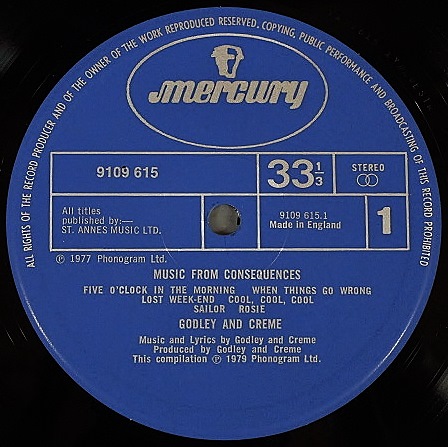 ALL RIGHTS OF THE RECORD PRODUCER AND OF THE OWNER OF THE WORK REPRODUCED RESERVED. COPYING, PUBLIC PERFORMANCE AND BROADCASTING OF THIS RECORD PROHIBITED
mercury
9109 615
33 1/3
STEREO
All titles
published by:—
ST. ANNES MUSIC LTD.
9109 615.1
Made in England
1
℗ 1977 Phonogram Ltd.
MUSIC FROM CONSEQUENCES
FIVE O'CLOCK IN THE MORNING WHEN THINGS GO WRONG
LOST WEEK-END COOL, COOL, COOL
SAILOR ROSIE
GODLEY AND CREME
Music and Lyrics by Godley and Creme
Produced by Godley and Creme
This compilation ℗ 1979 Phonogram Ltd.